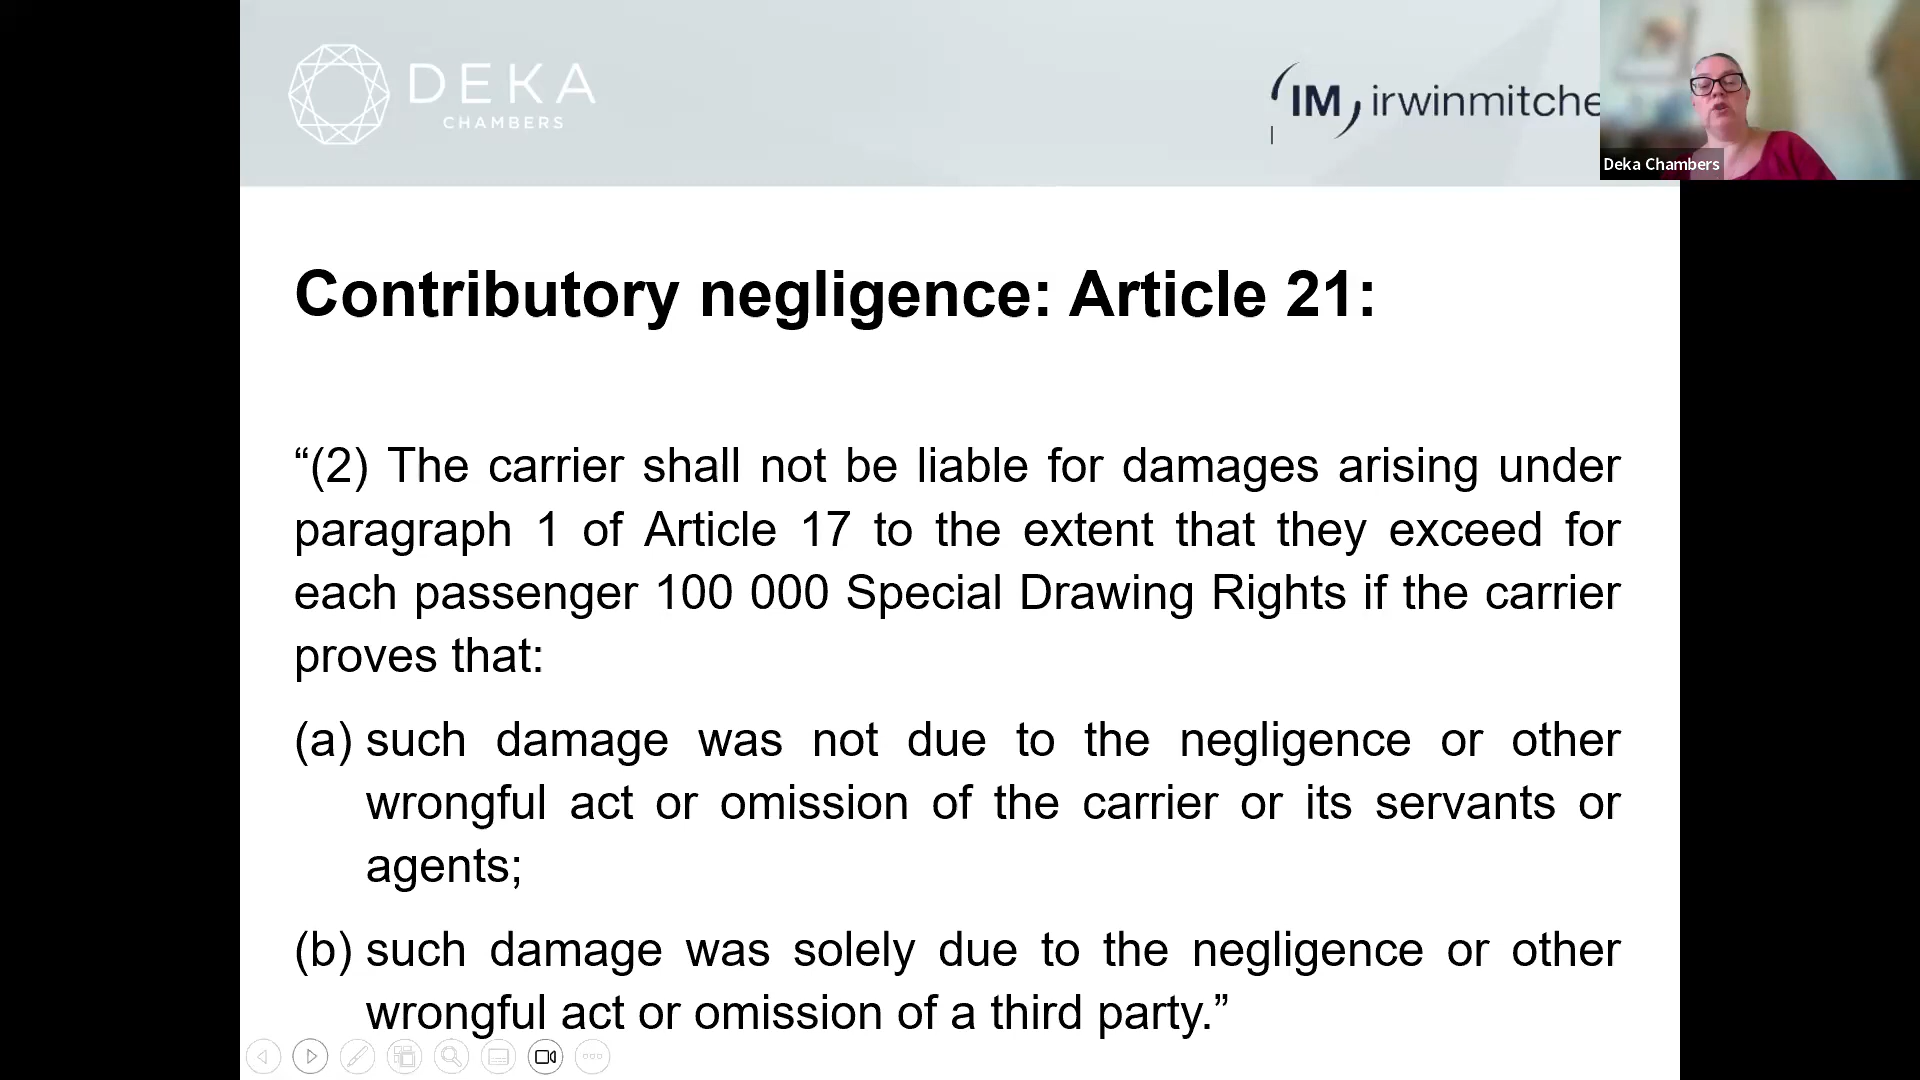 DEKA
CHAMBERS
IM irwinmitche
Deka Chambers
Contributory negligence: Article 21:
“(2) The carrier shall not be liable for damages arising under
paragraph 1 of Article 17 to the extent that they exceed for
each passenger 100 000 Special Drawing Rights if the carrier
proves that:
(a) such damage was not due to the negligence or other
wrongful act or omission of the carrier or its servants or
agents;
(b) such damage was solely due to the negligence or other
wrongful act or omission of a third party.”